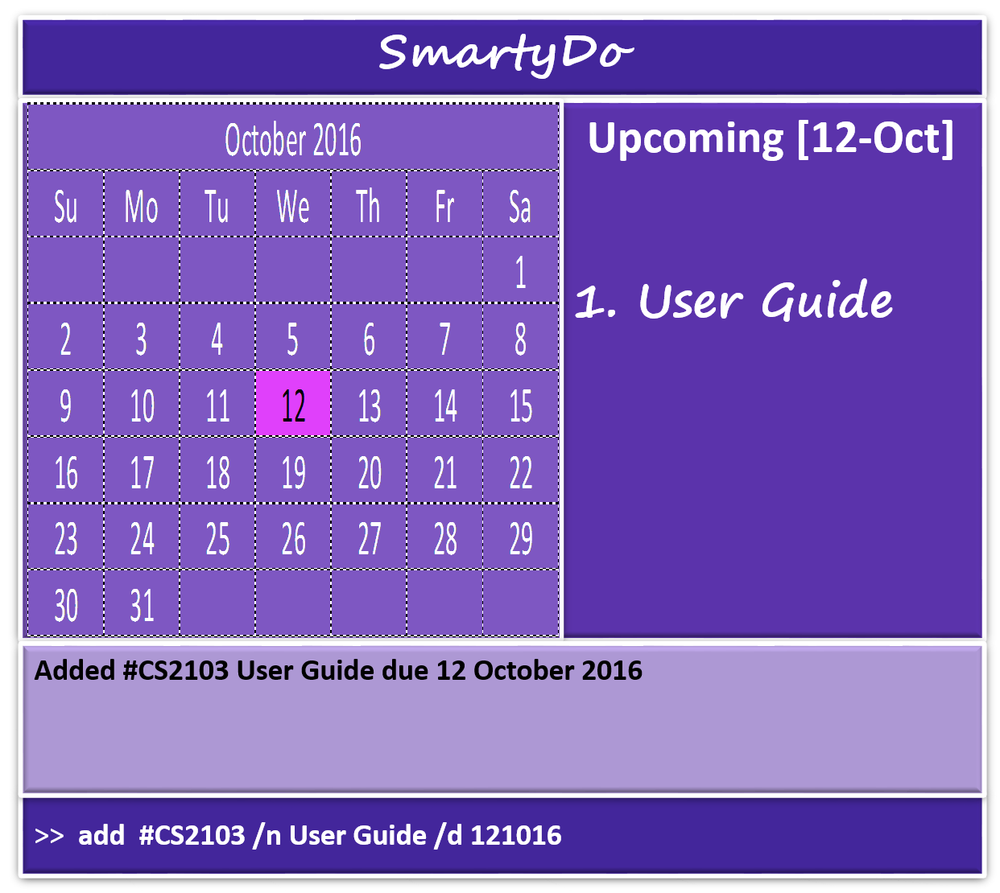 SmartyDo
October 2016
Su Mo Tu We Th Fr Sa
1
2 3 4 5 6 7 8
9 10 11 12 13 14 15
16 17 18 19 20 21 22
23 24 25 26 27 28 29
30 31
Upcoming [12-Oct]
1. User Guide
Added #CS2103 User Guide due 12 October 2016
>> add #CS2103 /n User Guide /d 121016